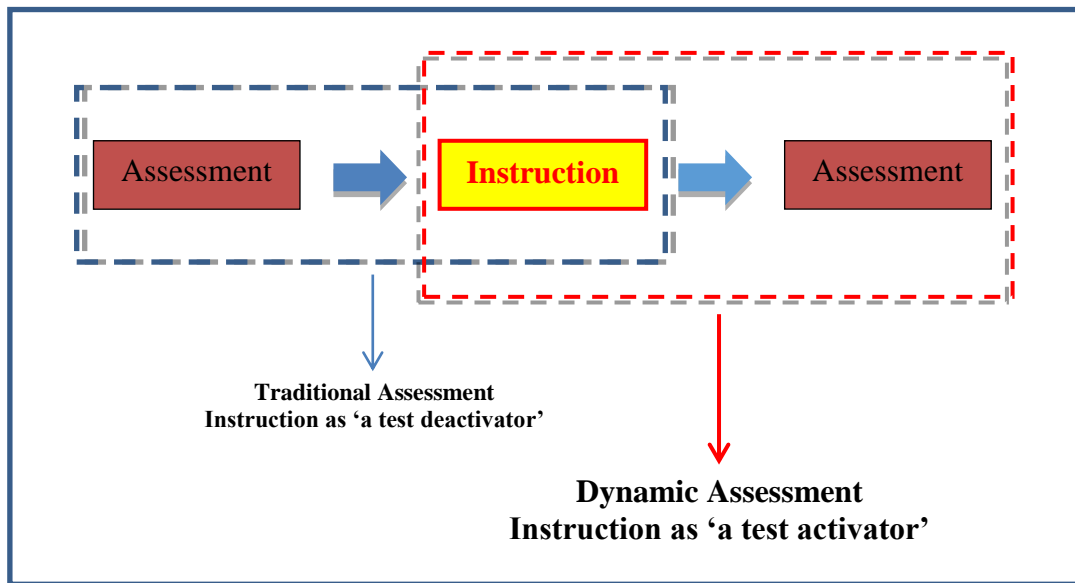 Assessment
Instruction
Assessment
Traditional Assessment
Instruction as ‘a test deactivator’
Dynamic Assessment
Instruction as ‘a test activator’